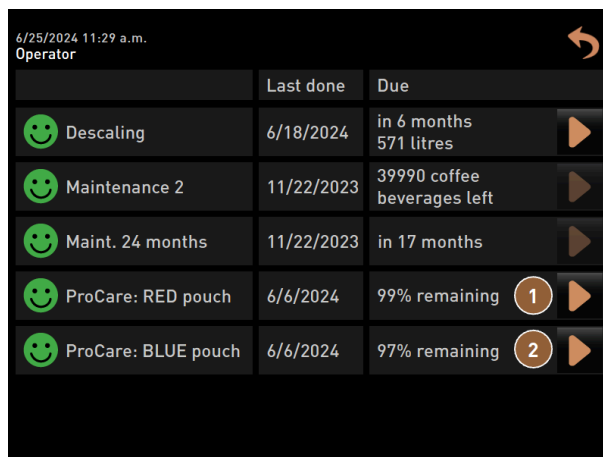 6/25/2024 11:29 a.m.
Operator
Last done Due
Descaling 6/18/2024 in 6 months
571 litres
Maintenance 2 11/22/2023 39990 coffee
beverages left
Maint. 24 months 11/22/2023 in 17 months
ProCare: RED pouch 6/6/2024 99% remaining 1
ProCare: BLUE pouch 6/6/2024 97% remaining 2